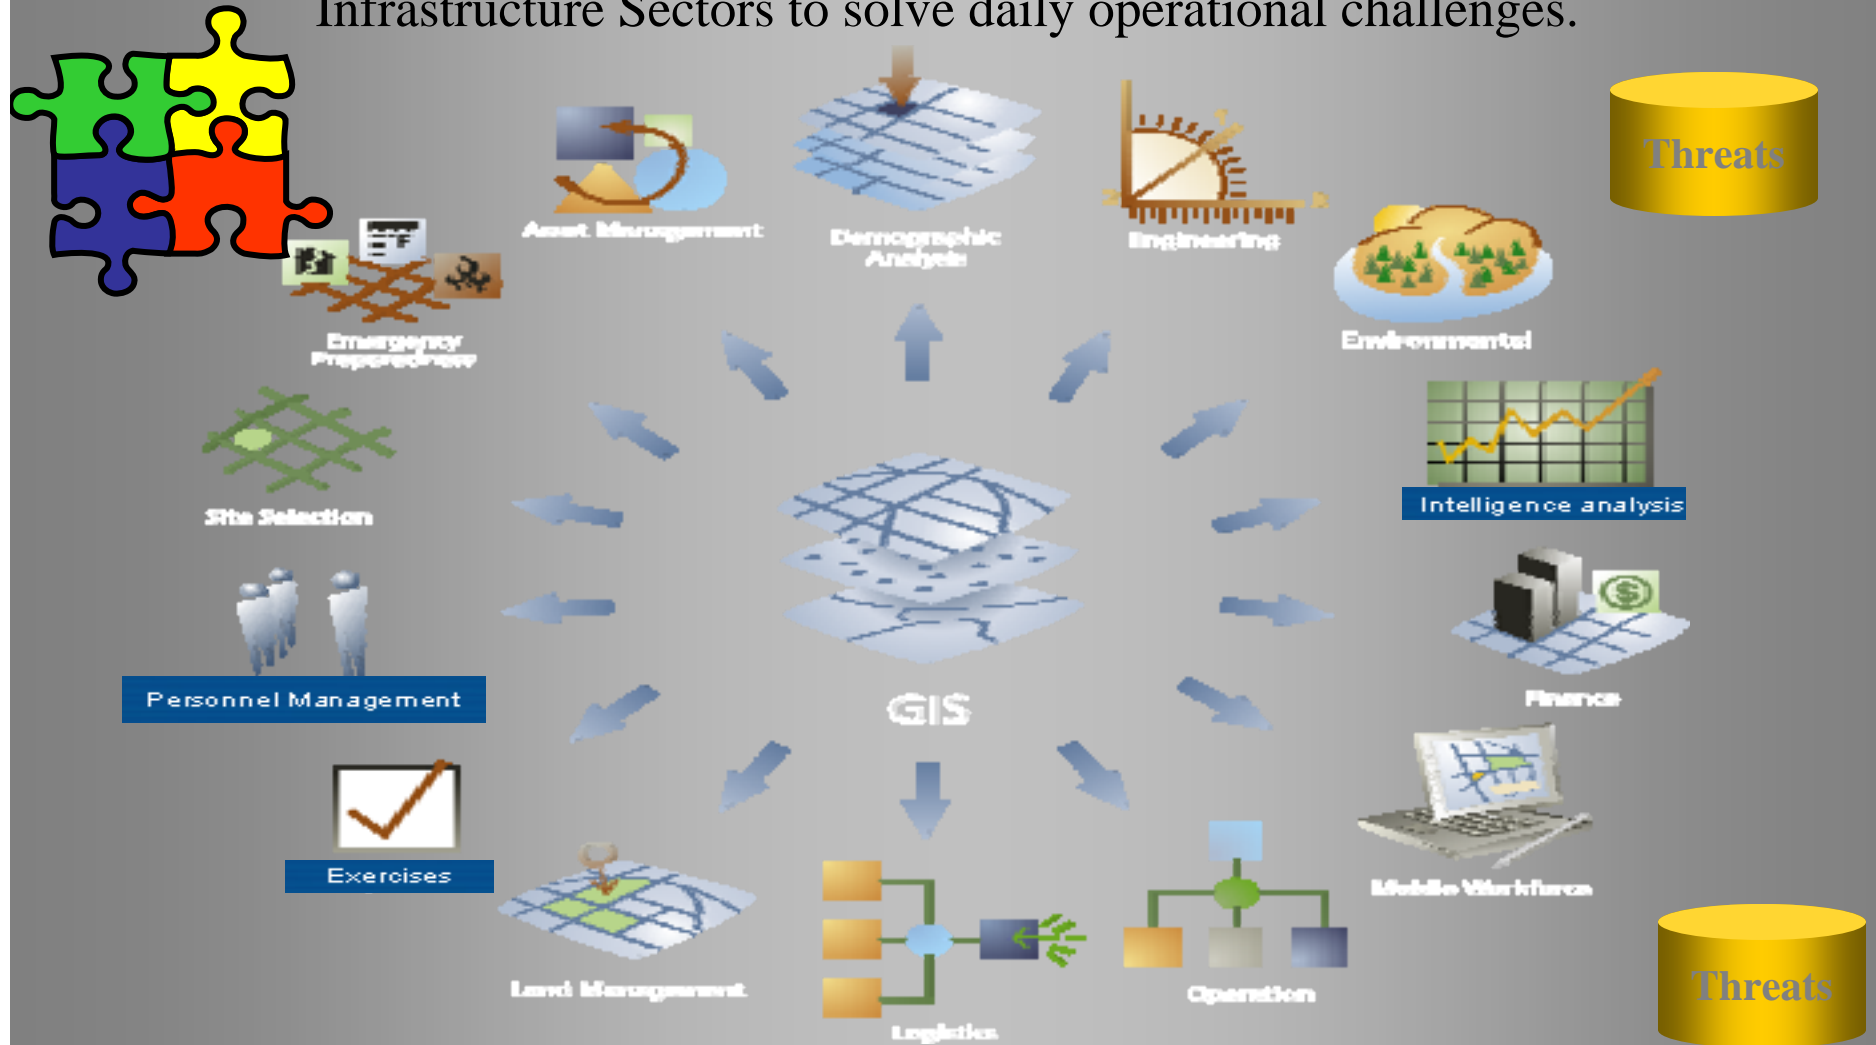 Infrastructure Sectors to solve daily operational challenges.
Threats
Asset Management
Demographic
Analysis
Engineering
Emergency
Preparedness
Environmental
Site Selection
Intelligence analysis
Personnel Management
GIS
Finance
Exercises
Mobile Workforce
Land Management
Operation
Logistics
Threats